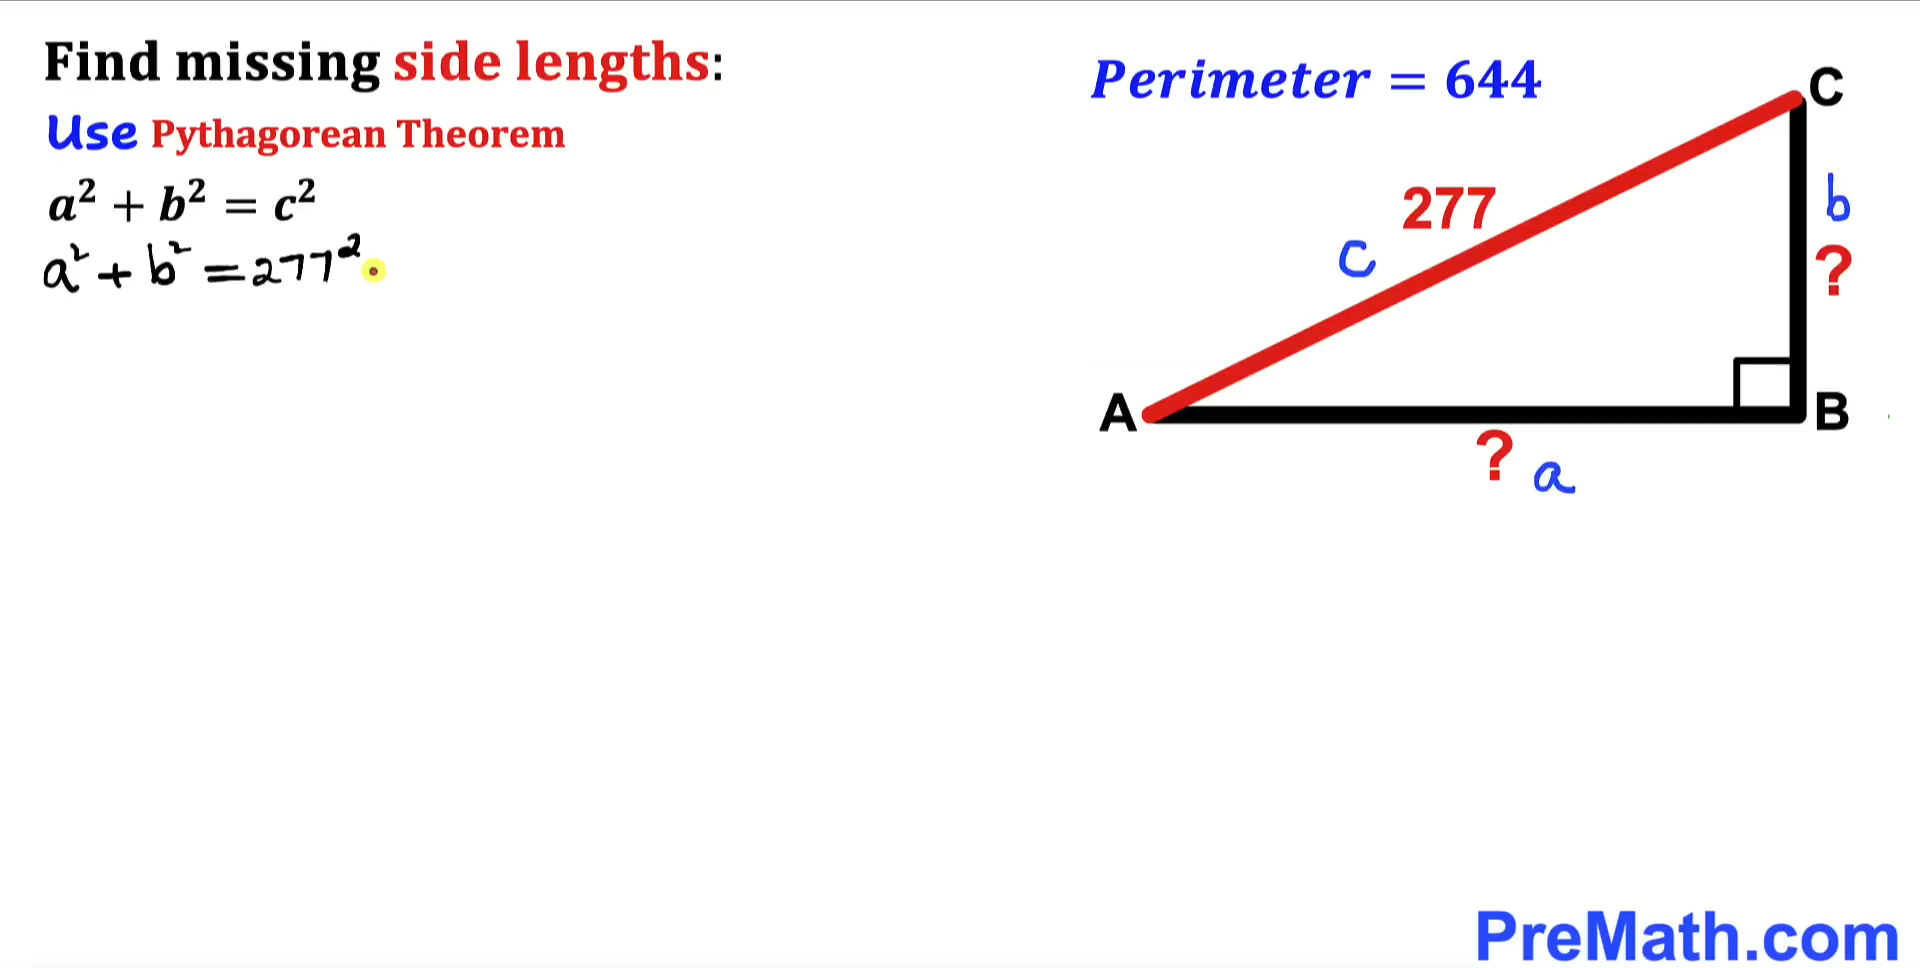 Find missing side lengths:
Use Pythagorean Theorem
a² + b² = c²
a² + b² = 277²
Perimeter = 644
C
277
c
b
?
A
B
?
a
PreMath.com